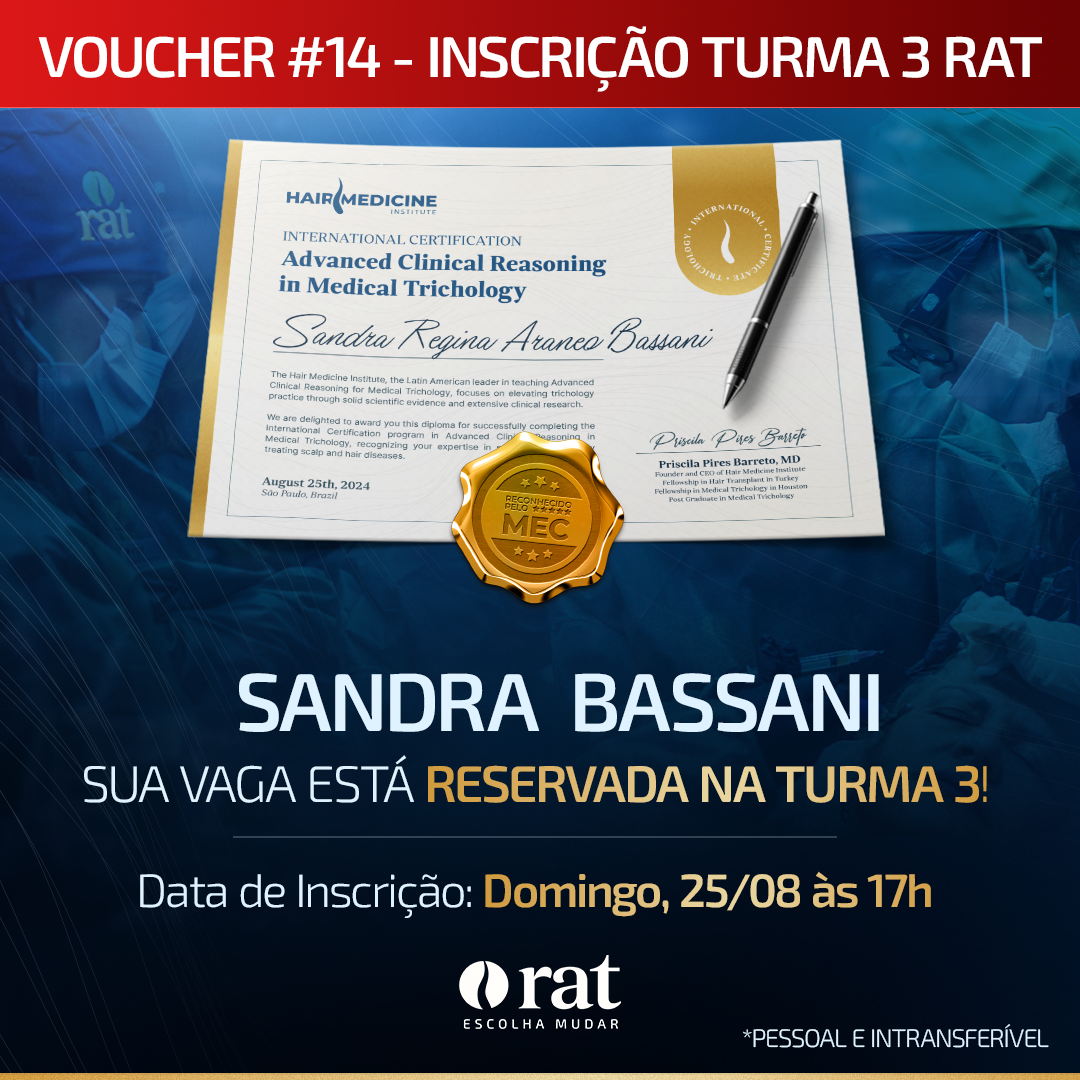 VOUCHER #14 - INSCRIÇÃO TURMA 3 RAT
rat
HAIR MEDICINE
INSTITUTE
INTERNATIONAL CERTIFICATION
Advanced Clinical Reasoning
in Medical Trichology
Sandra Regina Araneo Bassani
The Hair Medicine Institute, the Latin American leader in teaching Advanced
Clinical Reasoning for Medical Trichology, focuses on elevating trichology
practice through solid scientific evidence and extensive clinical research.
We are delighted to award you this diploma for successfully completing the
International Certification program in Advanced Clinical Reasoning in
Medical Trichology, recognizing your expertise in
treating scalp and hair diseases.
August 25th, 2024
São Paulo, Brazil
INTERNATIONAL • CERTIFICATE • TRICHOLOGY •
Priscila Pires Barreto
Priscila Pires Barreto, MD
Founder and CEO of Hair Medicine Institute
Fellowship in Hair Transplant in Turkey
Fellowship in Medical Trichology in Houston
Post Graduate in Medical Trichology
RECONHECIDO
PELO
MEC
SANDRA BASSANI
SUA VAGA ESTÁ RESERVADA NA TURMA 3!
Data de Inscrição: Domingo, 25/08 às 17h
rat
ESCOLHA MUDAR
*PESSOAL E INTRANSFERÍVEL